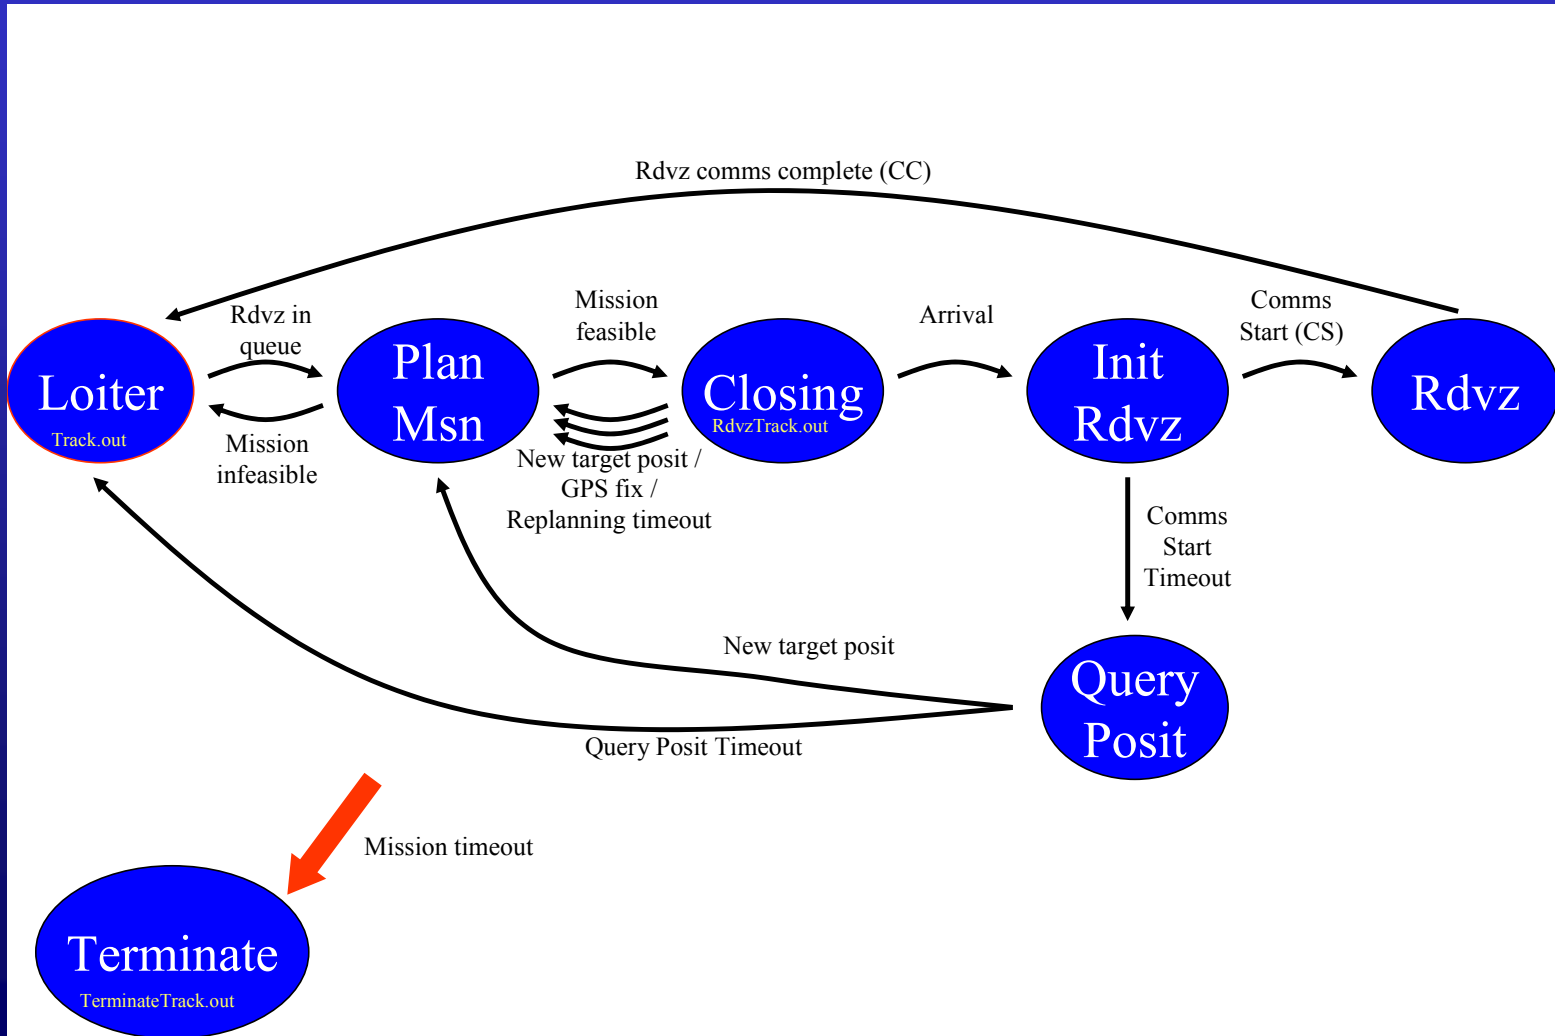 Rdvz comms complete (CC)
Rdvz in
queue
Mission
feasible
Arrival
Comms
Start (CS)
Loiter
Track.out
Plan
Msn
Closing
RdvzTrack.out
Init
Rdvz
Rdvz
Mission
infeasible
New target posit /
GPS fix /
Replanning timeout
Comms
Start
Timeout
New target posit
Query
Posit
Query Posit Timeout
Mission timeout
Terminate
TerminateTrack.out